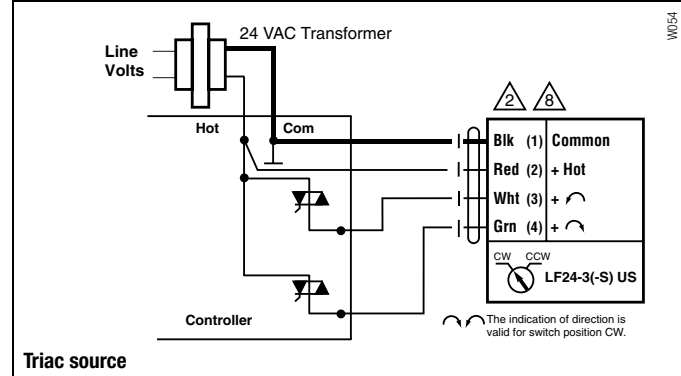 W054
24 VAC Transformer
Line
Volts
2 8
Hot Com
Blk (1) Common
Red (2) + Hot
Wht (3) +
Grn (4) +
CW CCW
LF24-3(-S) US
Controller
The indication of direction is
valid for switch position CW.
Triac source